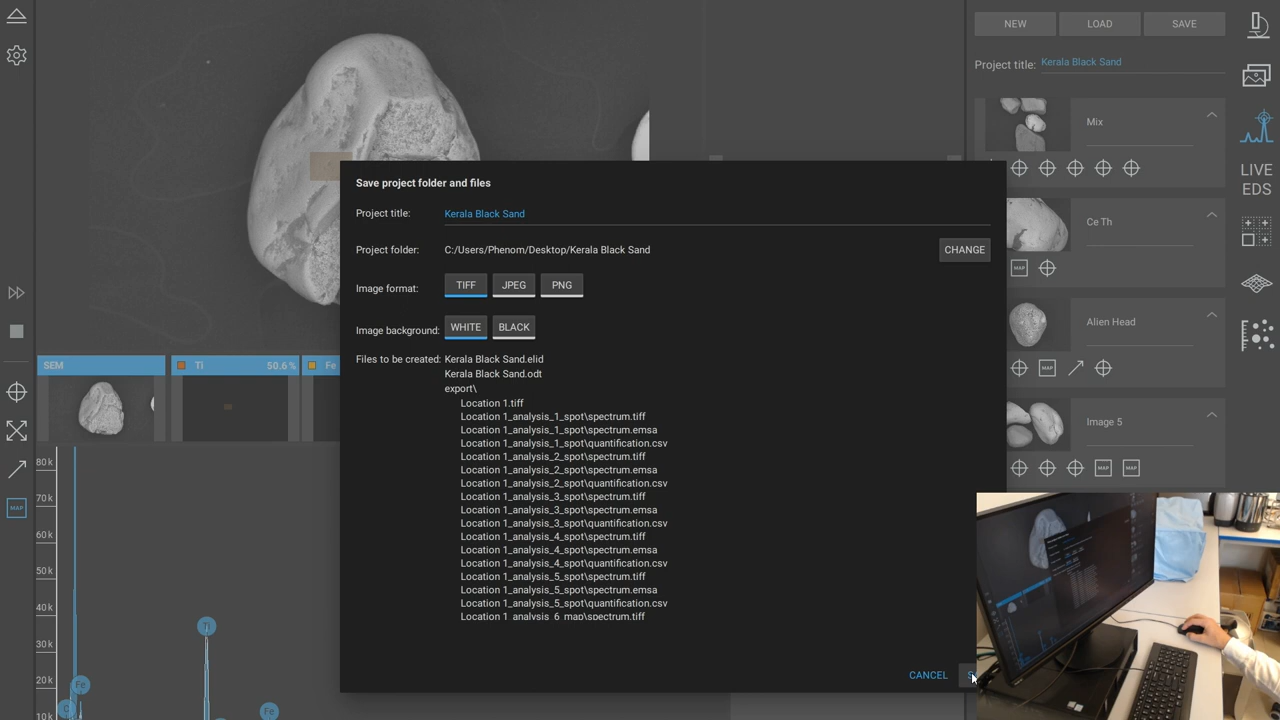 NEW
LOAD
SAVE
Project title:
Kerala Black Sand
Mix
Ce Th
MAP
Alien Head
MAP
Image 5
MAP
MAP
LIVE
EDS
Save project folder and files
Project title:
Kerala Black Sand
Project folder:
C:/Users/Phenom/Desktop/Kerala Black Sand
CHANGE
Image format:
TIFF
JPEG
PNG
Image background:
WHITE
BLACK
Files to be created:
Kerala Black Sand.elid
Kerala Black Sand.odt
export\
Location 1.tiff
Location 1_analysis_1_spot\spectrum.tiff
Location 1_analysis_1_spot\spectrum.emsa
Location 1_analysis_1_spot\quantification.csv
Location 1_analysis_2_spot\spectrum.tiff
Location 1_analysis_2_spot\spectrum.emsa
Location 1_analysis_2_spot\quantification.csv
Location 1_analysis_3_spot\spectrum.tiff
Location 1_analysis_3_spot\spectrum.emsa
Location 1_analysis_3_spot\quantification.csv
Location 1_analysis_4_spot\spectrum.tiff
Location 1_analysis_4_spot\spectrum.emsa
Location 1_analysis_4_spot\quantification.csv
Location 1_analysis_5_spot\spectrum.tiff
Location 1_analysis_5_spot\spectrum.emsa
Location 1_analysis_5_spot\quantification.csv
Location 1_analysis_6_map\spectrum.tiff
CANCEL
SEM
Ti
50.6%
Fe
80k
70k
60k
50k
40k
30k
20k
10k
Fe
Fe
MAP